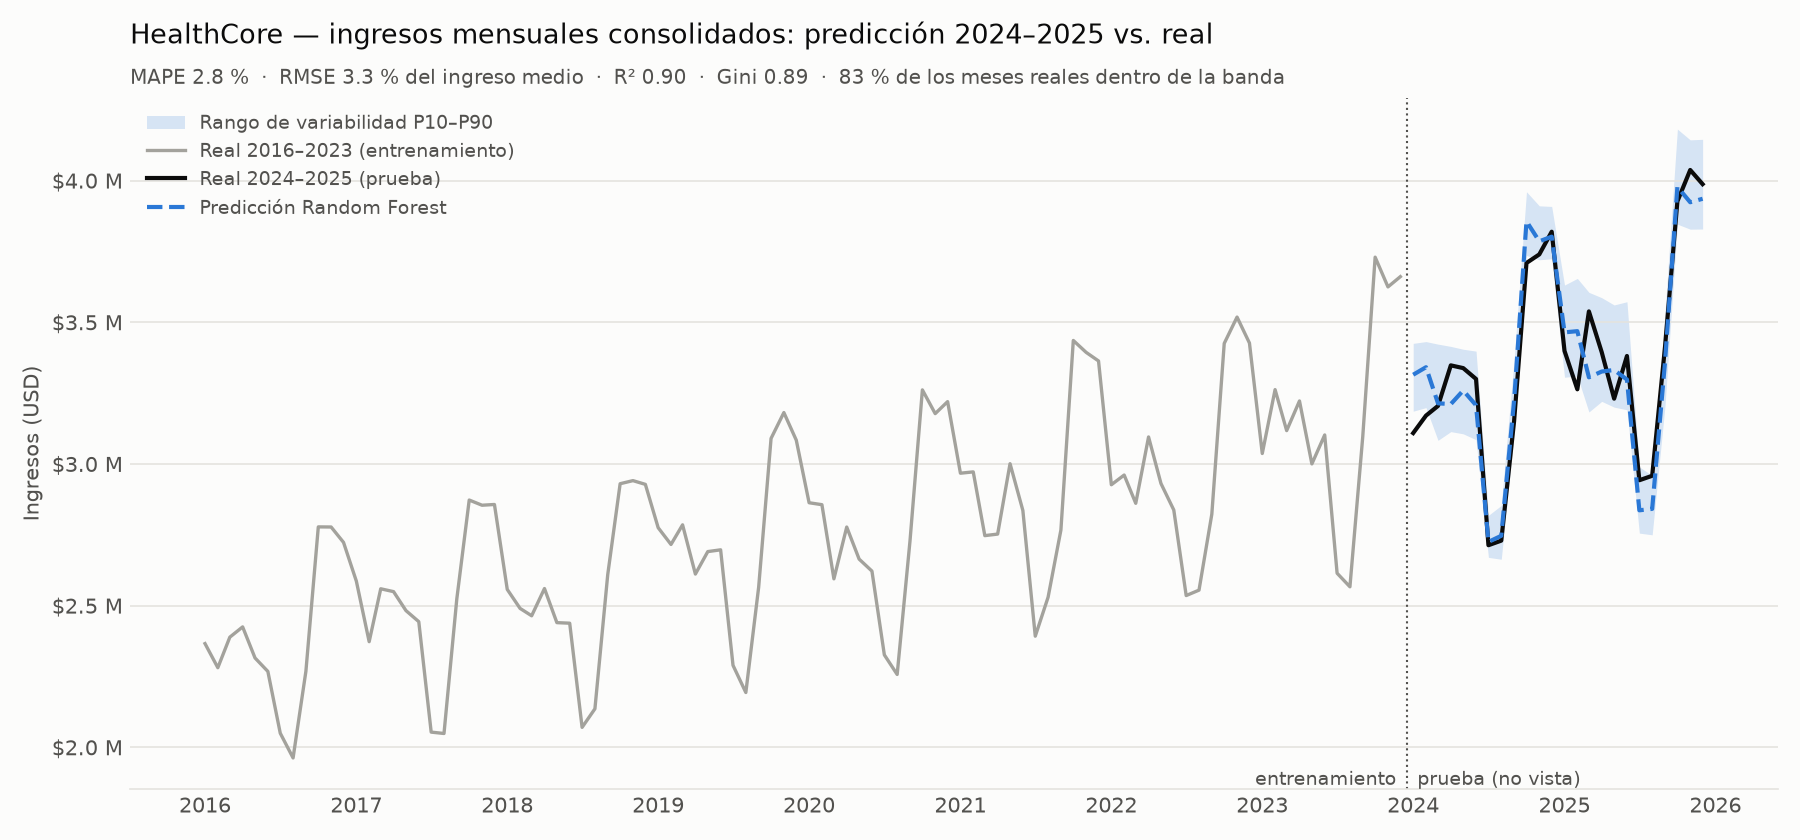 HealthCore — ingresos mensuales consolidados: predicción 2024–2025 vs. real
MAPE 2.8 % · RMSE 3.3 % del ingreso medio · R² 0.90 · Gini 0.89 · 83 % de los meses reales dentro de la banda
Rango de variabilidad P10–P90
Real 2016–2023 (entrenamiento)
Real 2024–2025 (prueba)
Predicción Random Forest
$4.0 M
$3.5 M
$3.0 M
$2.5 M
$2.0 M
Ingresos (USD)
entrenamiento
prueba (no vista)
2016 2017 2018 2019 2020 2021 2022 2023 2024 2025 2026